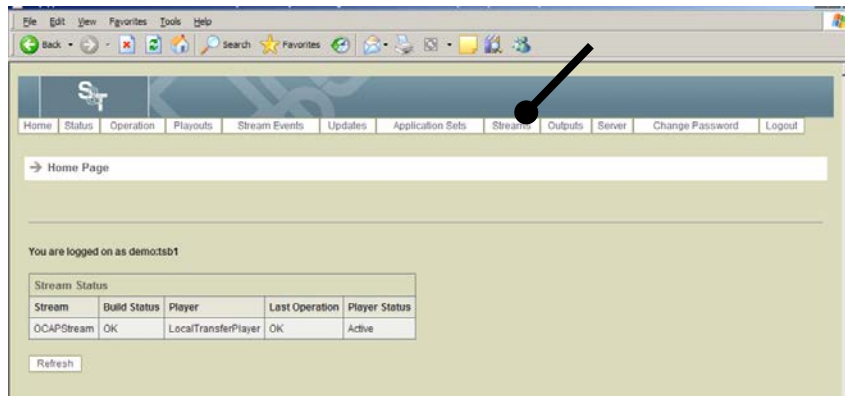 File Edit View Favorites Tools Help
Back Search Favorites
S&T
Home Status Operation Playouts Stream Events Updates Application Sets Streams Outputs Server Change Password Logout
→ Home Page
You are logged on as demo:tsb1
Stream Status
Stream Build Status Player Last Operation Player Status
OCAPStream OK LocalTransferPlayer OK Active
Refresh